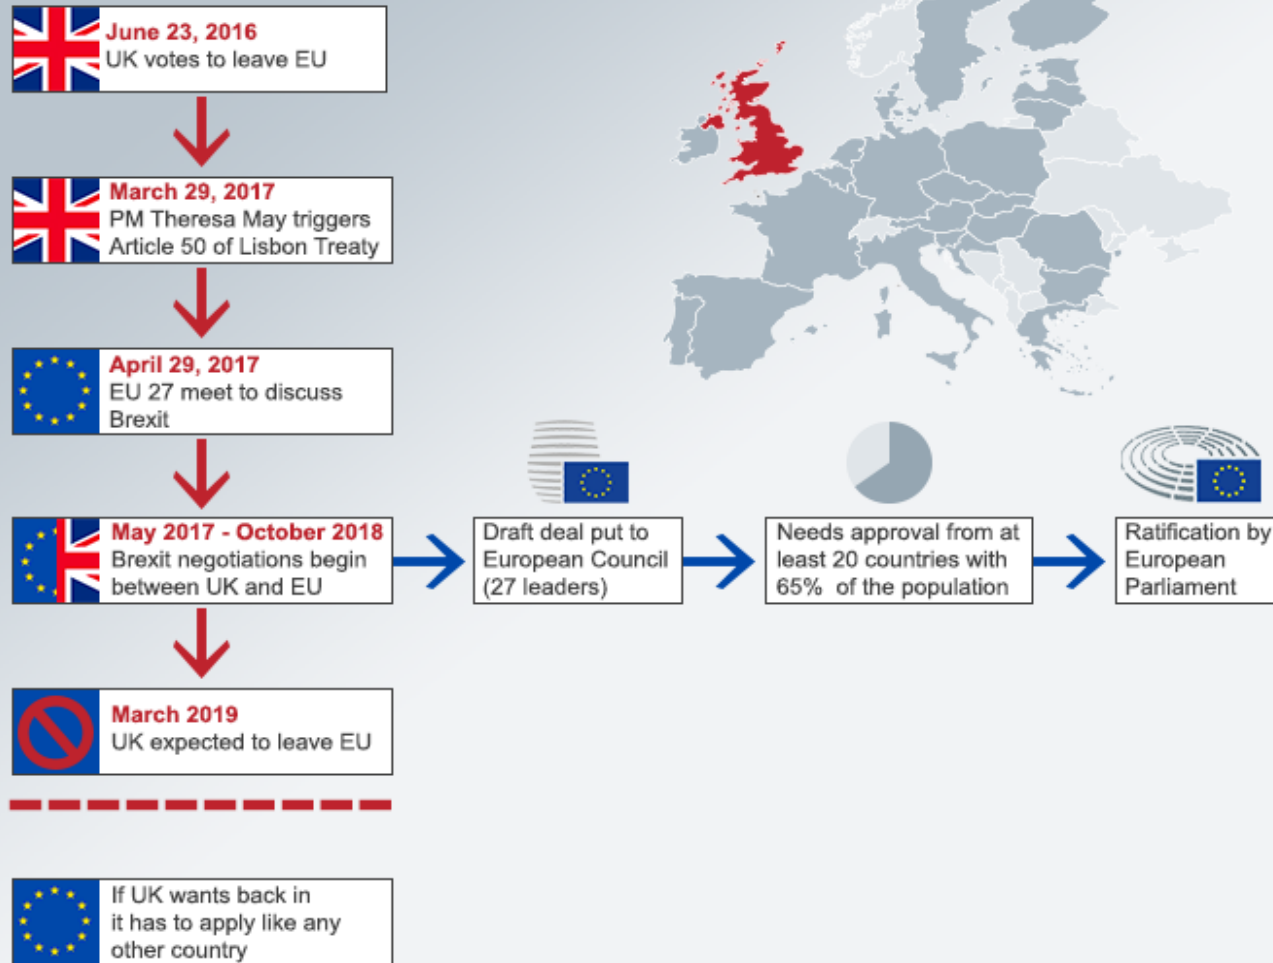 June 23, 2016
UK votes to leave EU
March 29, 2017
PM Theresa May triggers
Article 50 of Lisbon Treaty
April 29, 2017
EU 27 meet to discuss
Brexit
May 2017 - October 2018
Brexit negotiations begin
between UK and EU
Draft deal put to
European Council
(27 leaders)
Needs approval from at
least 20 countries with
65% of the population
Ratification by
European
Parliament
March 2019
UK expected to leave EU
If UK wants back in
it has to apply like any
other country